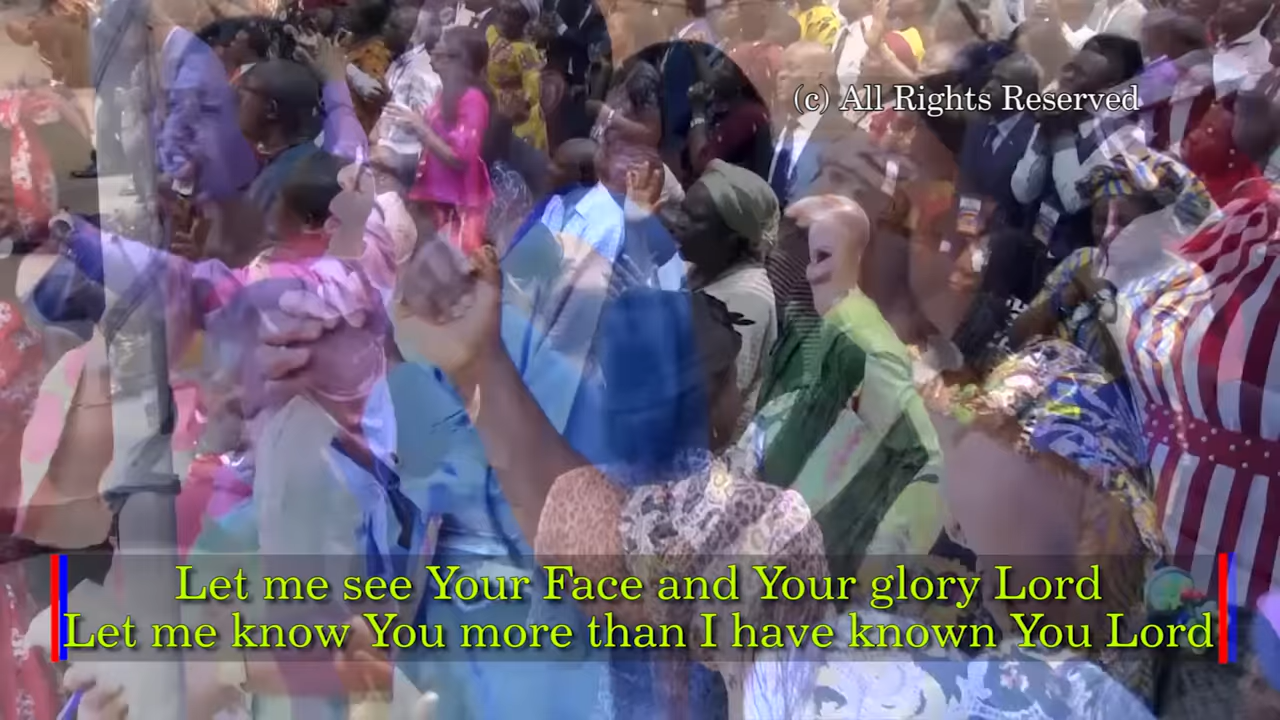 (c) All Rights Reserved
Let me see Your Face and Your glory Lord
Let me know You more than I have known You Lord